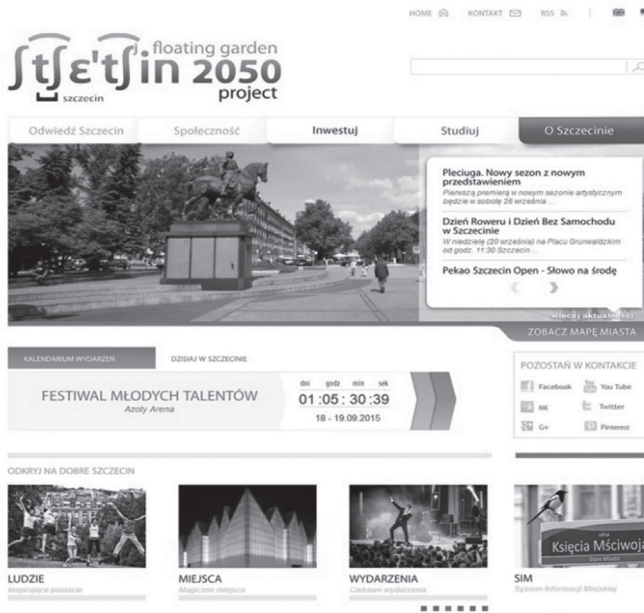 HOME KONTAKT RSS |
ʃtʃɛ'tʃin floating garden
2050
project
szczecin
Odwiedź Szczecin Społeczność Inwestuj Studiuj O Szczecinie
Pleciuga. Nowy sezon z nowym
przedstawieniem
Pierwszą premierą w nowym sezonie artystycznym
będzie w sobotę 26 września ...
Dzień Roweru i Dzień Bez Samochodu
w Szczecinie
W niedzielę (20 września) na Placu Grunwaldzkim
od godz. 11:30 Szczecin ...
Pekao Szczecin Open - Słowo na środę
więcej aktualności
ZOBACZ MAPĘ MIASTA
KALENDARIUM WYDARZEŃ DZISIAJ W SZCZECINIE
FESTIWAL MŁODYCH TALENTÓW
Azoty Arena
dni godz min sek
01 : 05 : 30 : 39
18 - 19.09.2015
POZOSTAŃ W KONTAKCIE
Facebook You Tube
NK Twitter
G+ Pinterest
ODKRYJ NA DOBRE SZCZECIN
ulica
Księcia Mściwoja
Stare Miasto
LUDZIE MIEJSCA WYDARZENIA SIM
Inspirujące postacie Magiczne miejsca Ciekawe wydarzenia System Informacji Miejskiej